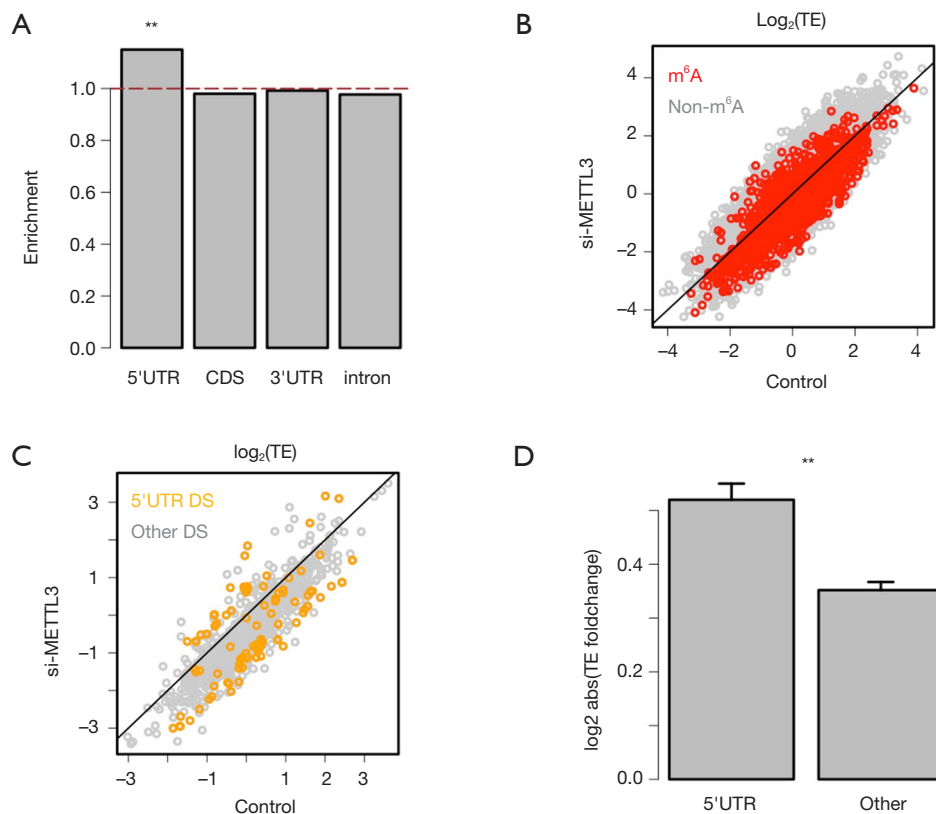 A
**
Enrichment
1.0
0.8
0.6
0.4
0.2
0.0
5'UTR CDS 3'UTR intron
B
Log₂(TE)
m⁶A
Non-m⁶A
si-METTL3
4
2
0
−2
−4
−4 −2 0 2 4
Control
C
log₂(TE)
5'UTR DS
Other DS
si-METTL3
3
1
−1
−3
−3 −1 1 2 3
Control
D
**
log2 abs(TE foldchange)
0.4
0.2
0.0
5'UTR Other